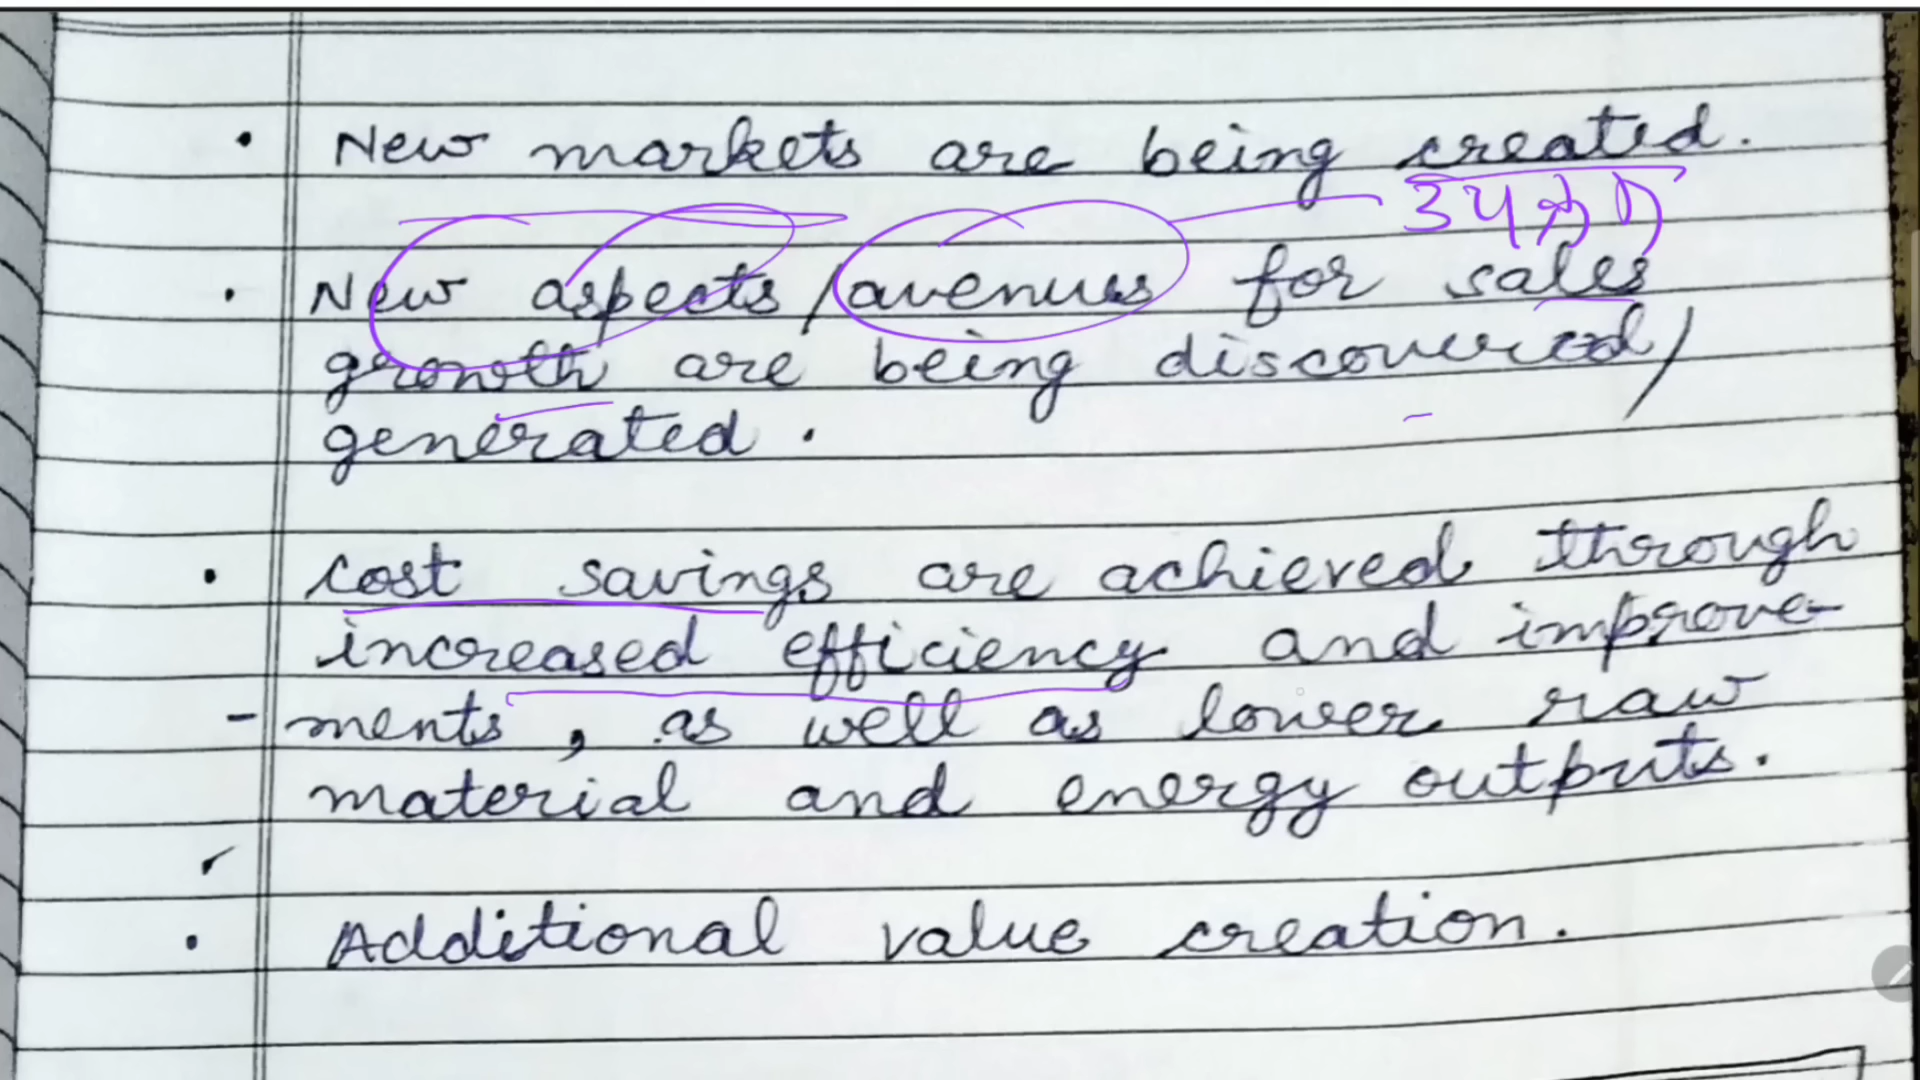 • New markets are being created.
• New aspects / avenues for sales
growth are being discovered /
generated.
• Cost savings are achieved through
increased efficiency and improve-
- ments, as well as lower raw
material and energy outputs.
• Additional value creation.